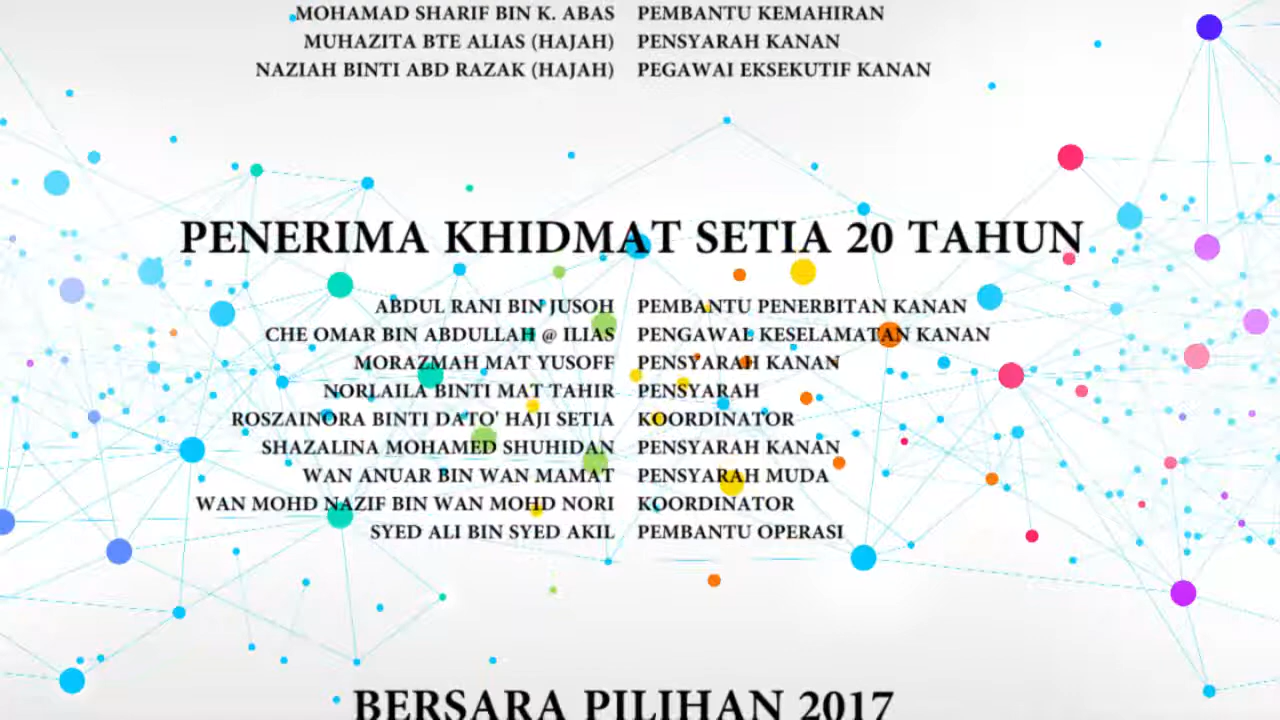 MOHAMAD SHARIF BIN K. ABAS PEMBANTU KEMAHIRAN
MUHAZITA BTE ALIAS (HAJAH) PENSYARAH KANAN
NAZIAH BINTI ABD RAZAK (HAJAH) PEGAWAI EKSEKUTIF KANAN
PENERIMA KHIDMAT SETIA 20 TAHUN
ABDUL RANI BIN JUSOH PEMBANTU PENERBITAN KANAN
CHE OMAR BIN ABDULLAH @ ILIAS PENGAWAL KESELAMATAN KANAN
MORAZMAH MAT YUSOFF PENSYARAH KANAN
NORLAILA BINTI MAT TAHIR PENSYARAH
ROSZAINORA BINTI DATO' HAJI SETIA KOORDINATOR
SHAZALINA MOHAMED SHUHIDAN PENSYARAH KANAN
WAN ANUAR BIN WAN MAMAT PENSYARAH MUDA
WAN MOHD NAZIF BIN WAN MOHD NORI KOORDINATOR
SYED ALI BIN SYED AKIL PEMBANTU OPERASI
BERSARA PILIHAN 2017